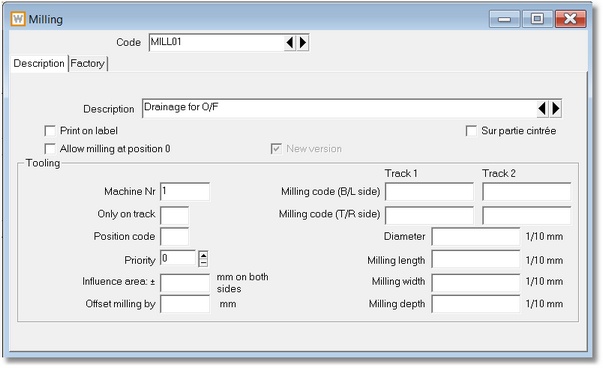 W Milling
Code MILL01
Description Factory
Description Drainage for O/F
Print on label Sur partie cintrée
Allow milling at position 0 New version
Tooling
Track 1 Track 2
Machine Nr 1 Milling code (B/L side)
Only on track Milling code (T/R side)
Position code Diameter 1/10 mm
Priority 0 Milling length 1/10 mm
Influence area: ± mm on both sides Milling width 1/10 mm
Offset milling by mm Milling depth 1/10 mm